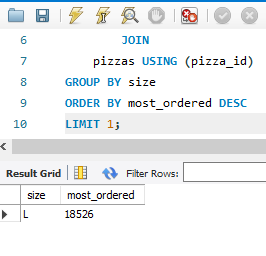 6 JOIN
7 pizzas USING (pizza_id)
8 GROUP BY size
9 ORDER BY most_ordered DESC
10 LIMIT 1;
Result Grid Filter Rows:
size most_ordered
L 18526